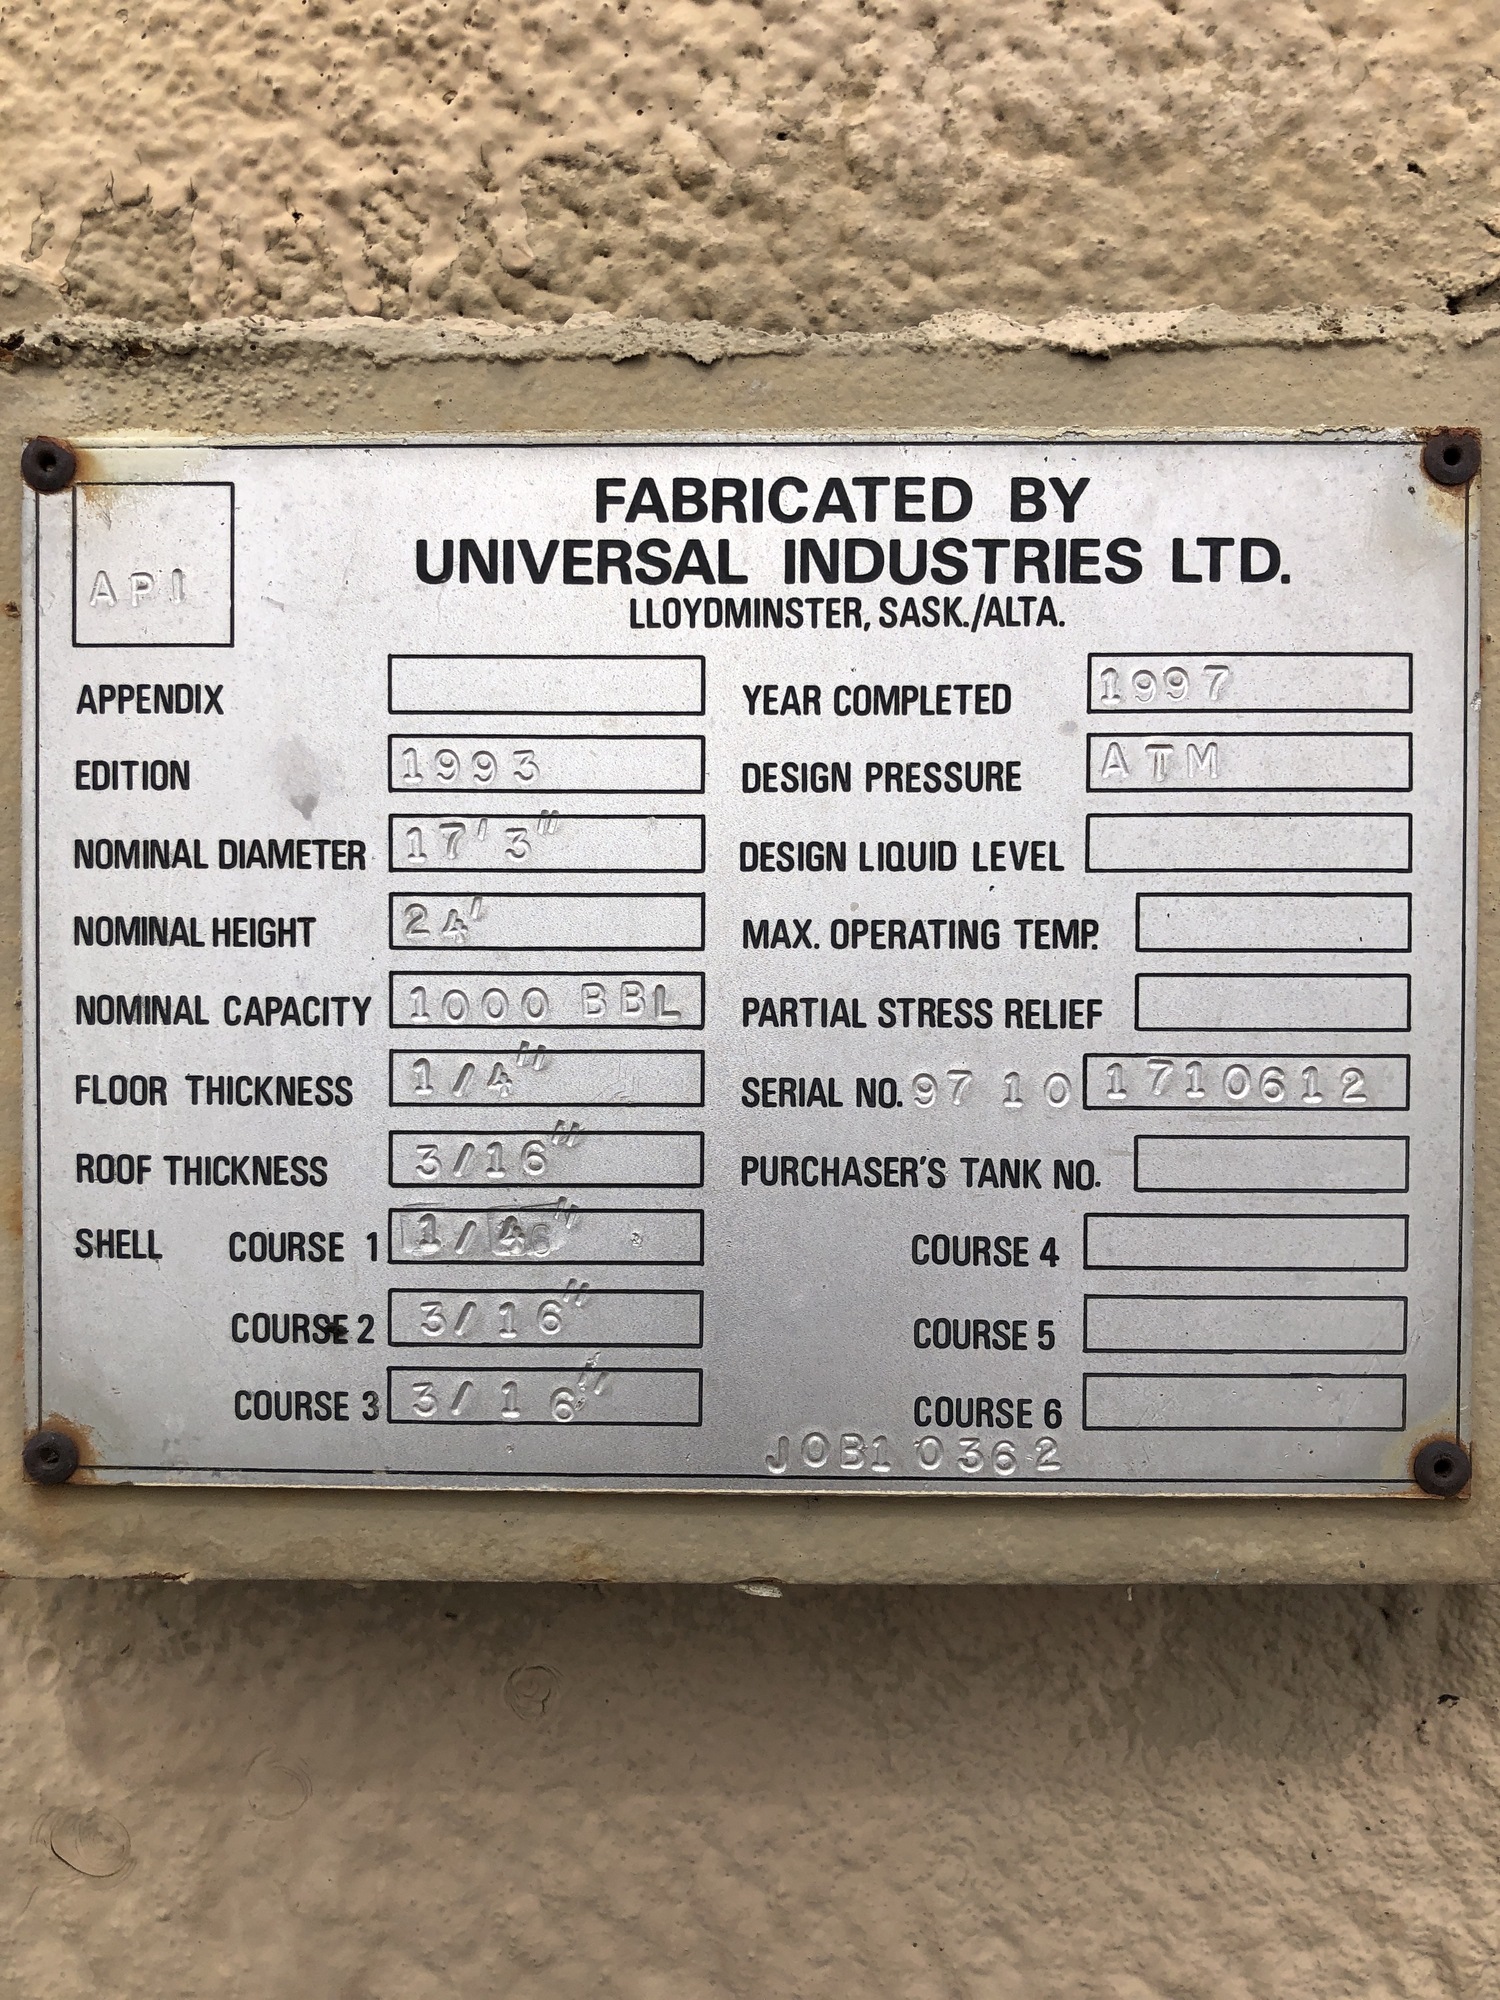 FABRICATED BY
UNIVERSAL INDUSTRIES LTD.
LLOYDMINSTER, SASK./ALTA.
API
APPENDIX
YEAR COMPLETED 1997
EDITION 1993
DESIGN PRESSURE ATM
NOMINAL DIAMETER 17'3"
DESIGN LIQUID LEVEL
NOMINAL HEIGHT 24'
MAX. OPERATING TEMP.
NOMINAL CAPACITY 1000 BBL
PARTIAL STRESS RELIEF
FLOOR THICKNESS 1/4"
SERIAL NO. 97 10 1710612
ROOF THICKNESS 3/16"
PURCHASER'S TANK NO.
SHELL COURSE 1 1/4"
COURSE 4
COURSE 2 3/16"
COURSE 5
COURSE 3 3/16"
COURSE 6
JOB10362